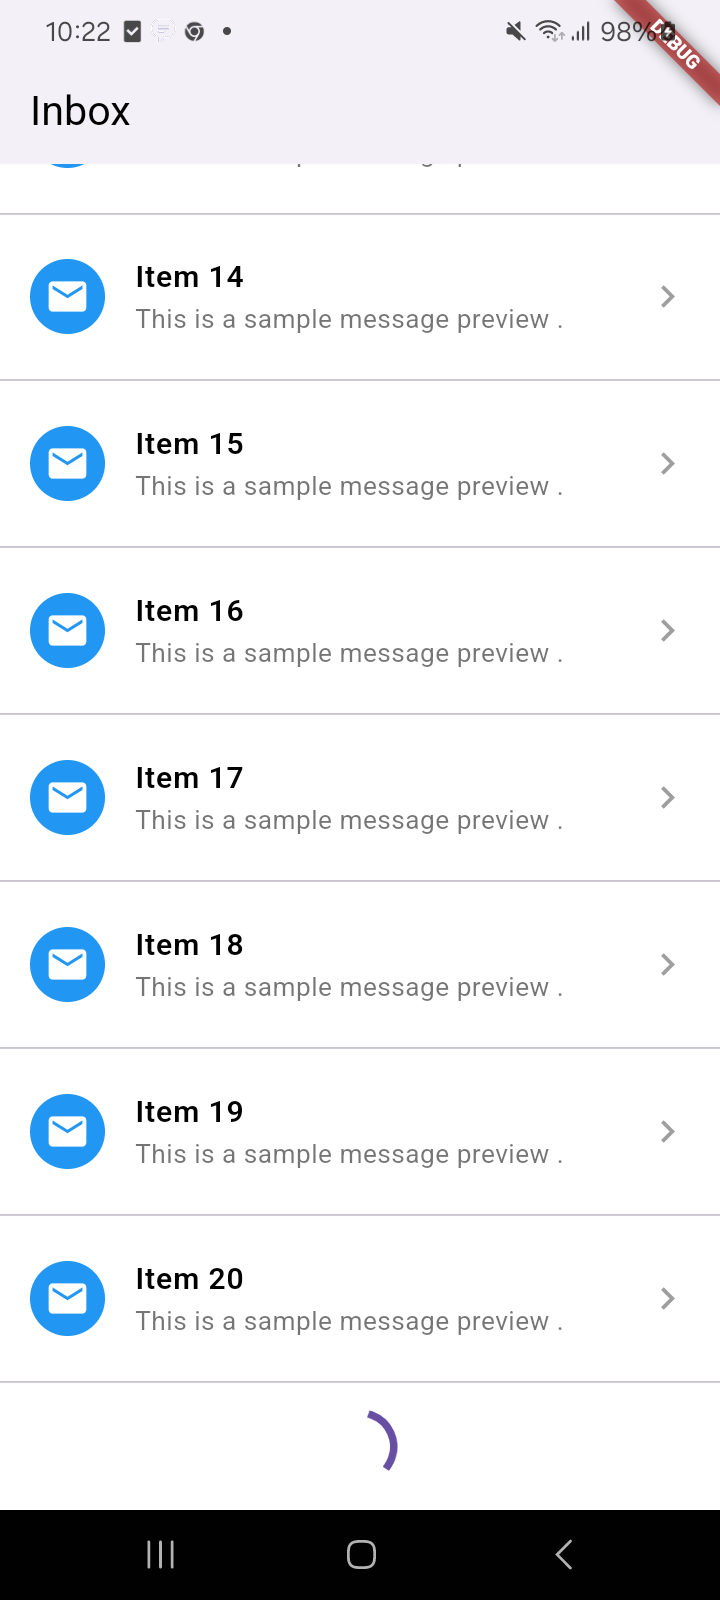 10:22
98%
DEBUG
Inbox
Item 14
This is a sample message preview .
Item 15
This is a sample message preview .
Item 16
This is a sample message preview .
Item 17
This is a sample message preview .
Item 18
This is a sample message preview .
Item 19
This is a sample message preview .
Item 20
This is a sample message preview .